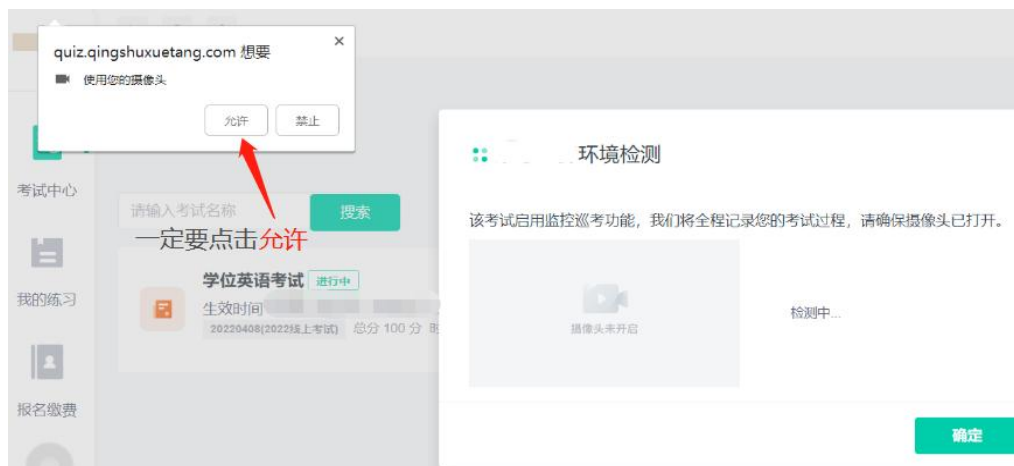 quiz.qingshuxuetang.com 想要
×
使用您的摄像头
允许
禁止
考试中心
我的练习
报名缴费
请输入考试名称
搜索
一定要点击允许
学位英语考试
进行中
生效时间
20220408(2022线上考试)
总分 100 分 时
环境检测
该考试启用监控巡考功能，我们将全程记录您的考试过程，请确保摄像头已打开。
摄像头未开启
检测中...
确定